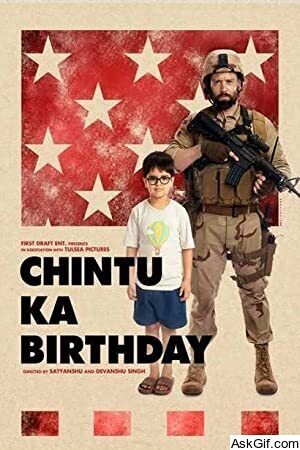 FIRST DRAFT ENT. PRESENTS
IN ASSOCIATION WITH TULSEA PICTURES
CHINTU
KA
BIRTHDAY
DIRECTED BY SATYANSHU AND DEVANSHU SINGH
AskGif.com